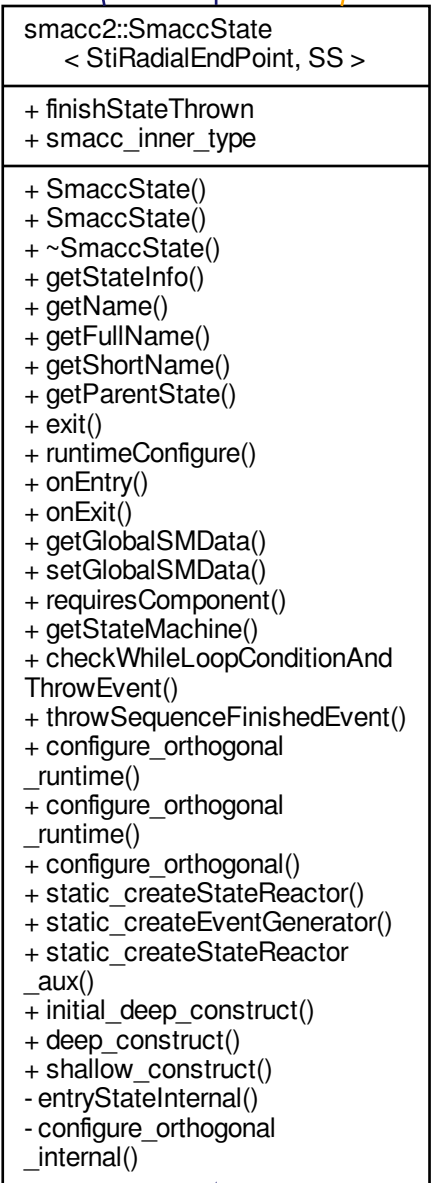 smacc2::SmaccState
< StiRadialEndPoint, SS >
+ finishStateThrown
+ smacc_inner_type
+ SmaccState()
+ SmaccState()
+ ~SmaccState()
+ getStateInfo()
+ getName()
+ getFullName()
+ getShortName()
+ getParentState()
+ exit()
+ runtimeConfigure()
+ onEntry()
+ onExit()
+ getGlobalSMData()
+ setGlobalSMData()
+ requiresComponent()
+ getStateMachine()
+ checkWhileLoopConditionAnd
ThrowEvent()
+ throwSequenceFinishedEvent()
+ configure_orthogonal
_runtime()
+ configure_orthogonal
_runtime()
+ configure_orthogonal()
+ static_createStateReactor()
+ static_createEventGenerator()
+ static_createStateReactor
_aux()
+ initial_deep_construct()
+ deep_construct()
+ shallow_construct()
- entryStateInternal()
- configure_orthogonal
_internal()